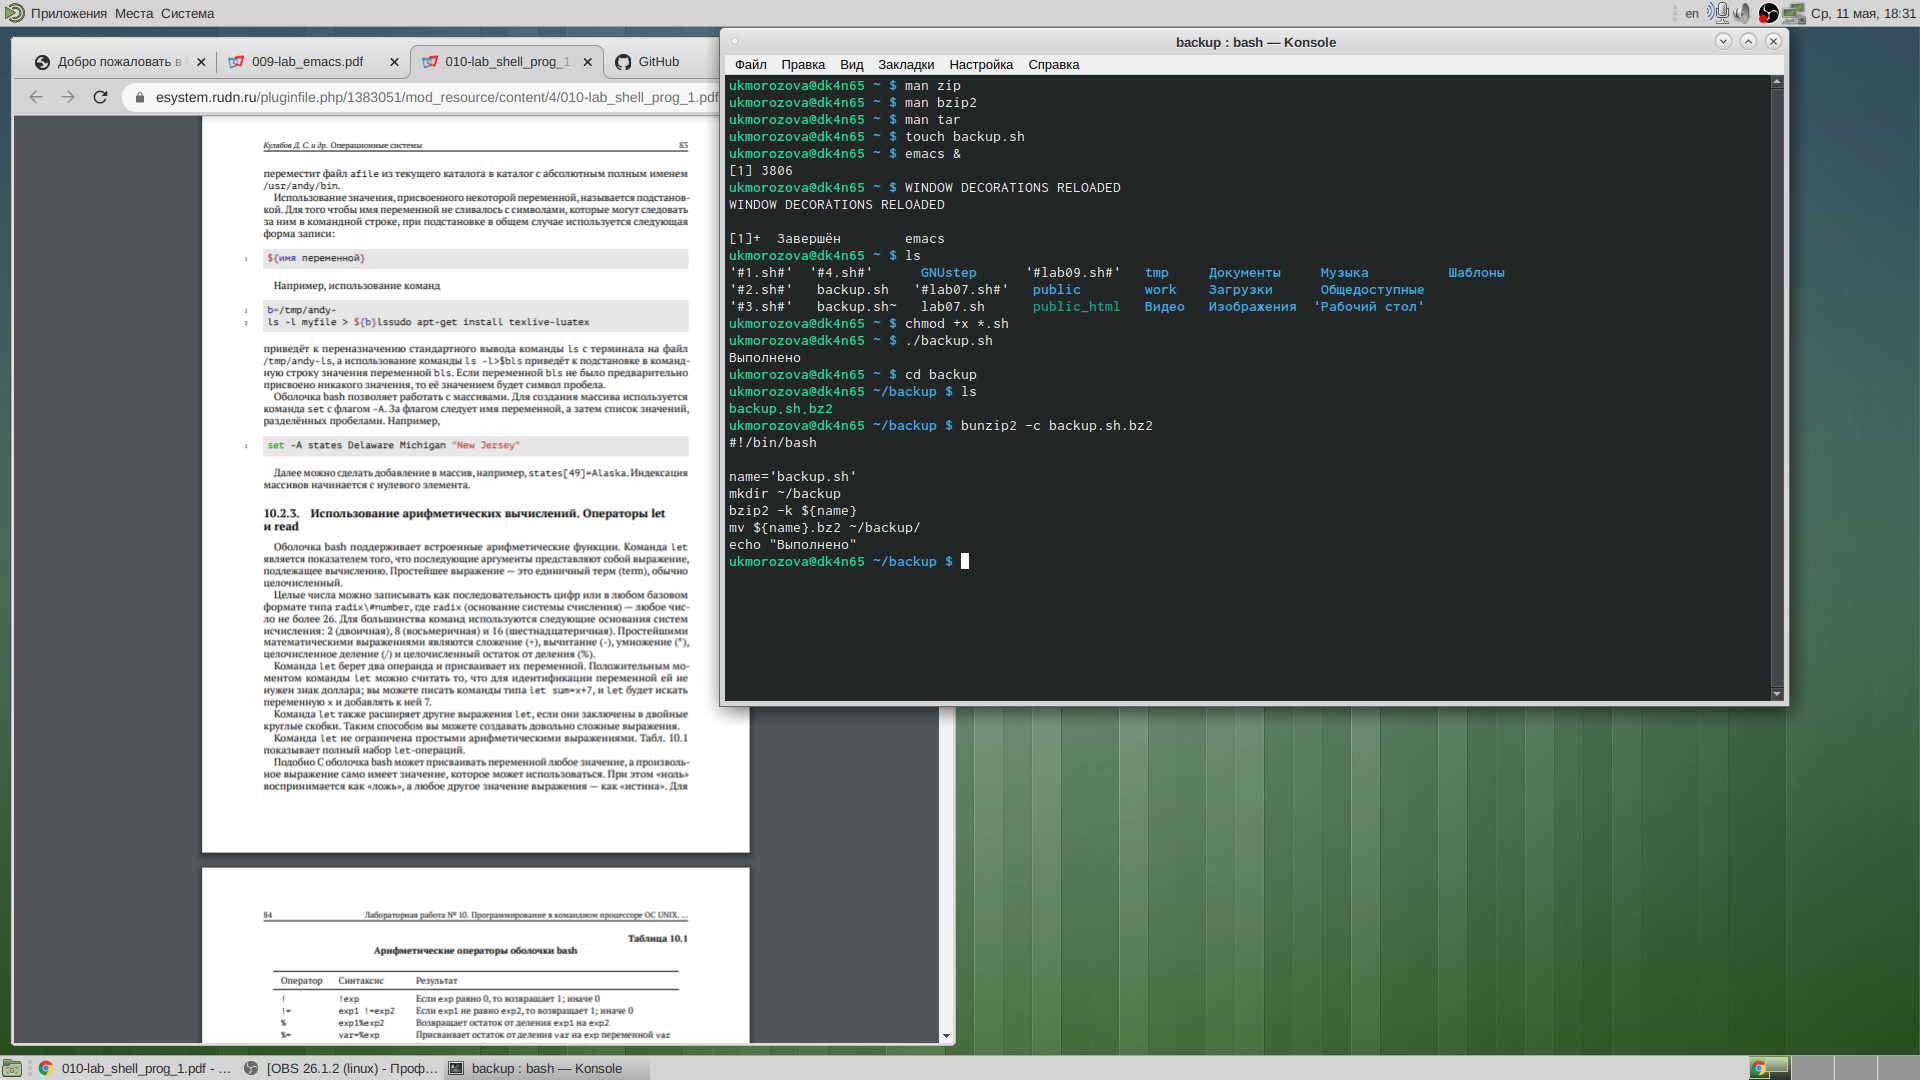 Приложения Места Система
en
Ср, 11 мая, 18:31
Добро пожаловать в
009-lab_emacs.pdf
010-lab_shell_prog_1.
GitHub
esystem.rudn.ru/pluginfile.php/1383051/mod_resource/content/4/010-lab_shell_prog_1.pdf
Кулябов Д. С. и др. Операционные системы 83
переместит файл afile из текущего каталога в каталог с абсолютным полным именем
/usr/andy/bin.
Использование значения, присвоенного некоторой переменной, называется подстанов-
кой. Для того чтобы имя переменной не сливалось с символами, которые могут следовать
за ним в командной строке, при подстановке в общем случае используется следующая
форма записи:
1 ${имя переменной}
Например, использование команд
1 b=/tmp/andy-
2 ls -l myfile > ${b}lssudo apt-get install texlive-luatex
приведёт к переназначению стандартного вывода команды ls с терминала на файл
/tmp/andy-ls, а использование команды ls -l>$bls приведёт к подстановке в команд-
ную строку значения переменной bls. Если переменной bls не было предварительно
присвоено никакого значения, то её значением будет символ пробела.
Оболочка bash позволяет работать с массивами. Для создания массива используется
команда set с флагом -A. За флагом следует имя переменной, а затем список значений,
разделённых пробелами. Например,
1 set -A states Delaware Michigan "New Jersey"
Далее можно сделать добавление в массив, например, states[49]=Alaska. Индексация
массивов начинается с нулевого элемента.
10.2.3. Использование арифметических вычислений. Операторы let
и read
Оболочка bash поддерживает встроенные арифметические функции. Команда let
является показателем того, что последующие аргументы представляют собой выражение,
подлежащее вычислению. Простейшее выражение — это единичный терм (term), обычно
целочисленный.
Целые числа можно записывать как последовательность цифр или в любом базовом
формате типа radix\#number, где radix (основание системы счисления) — любое чис-
ло не более 26. Для большинства команд используются следующие основания систем
исчисления: 2 (двоичная), 8 (восьмеричная) и 16 (шестнадцатеричная). Простейшими
математическими выражениями являются сложение (+), вычитание (-), умножение (*),
целочисленное деление (/) и целочисленный остаток от деления (%).
Команда let берет два операнда и присваивает их переменной. Положительным мо-
ментом команды let можно считать то, что для идентификации переменной ей не
нужен знак доллара; вы можете писать команды типа let sum=x+7, и let будет искать
переменную x и добавлять к ней 7.
Команда let также расширяет другие выражения let, если они заключены в двойные
круглые скобки. Таким способом вы можете создавать довольно сложные выражения.
Команда let не ограничена простыми арифметическими выражениями. Табл. 10.1
показывает полный набор let-операций.
Подобно С оболочка bash может присваивать переменной любое значение, а произволь-
ное выражение само имеет значение, которое может использоваться. При этом «ноль»
воспринимается как «ложь», а любое другое значение выражения — как «истина». Для
84 Лабораторная работа № 10. Программирование в командном процессоре ОС UNIX. ...
Таблица 10.1
Арифметические операторы оболочки bash
Оператор Синтаксис Результат
! !exp Если exp равно 0, то возвращает 1; иначе 0
!= exp1 !=exp2 Если exp1 не равно exp2, то возвращает 1; иначе 0
% exp1%exp2 Возвращает остаток от деления exp1 на exp2
%= var=%exp Присваивает остаток от деления var на exp переменной var
backup : bash — Konsole
Файл Правка Вид Закладки Настройка Справка
ukmorozova@dk4n65 ~ $ man zip
ukmorozova@dk4n65 ~ $ man bzip2
ukmorozova@dk4n65 ~ $ man tar
ukmorozova@dk4n65 ~ $ touch backup.sh
ukmorozova@dk4n65 ~ $ emacs &
[1] 3806
ukmorozova@dk4n65 ~ $ WINDOW DECORATIONS RELOADED
WINDOW DECORATIONS RELOADED
[1]+  Завершён        emacs
ukmorozova@dk4n65 ~ $ ls
'#1.sh#' '#4.sh#' GNUstep '#lab09.sh#' tmp Документы Музыка Шаблоны
'#2.sh#' backup.sh '#lab07.sh#' public work Загрузки Общедоступные
'#3.sh#' backup.sh~ lab07.sh public_html Видео Изображения 'Рабочий стол'
ukmorozova@dk4n65 ~ $ chmod +x *.sh
ukmorozova@dk4n65 ~ $ ./backup.sh
Выполнено
ukmorozova@dk4n65 ~ $ cd backup
ukmorozova@dk4n65 ~/backup $ ls
backup.sh.bz2
ukmorozova@dk4n65 ~/backup $ bunzip2 -c backup.sh.bz2
#!/bin/bash
name='backup.sh'
mkdir ~/backup
bzip2 -k ${name}
mv ${name}.bz2 ~/backup/
echo "Выполнено"
ukmorozova@dk4n65 ~/backup $
010-lab_shell_prog_1.pdf - ...
[OBS 26.1.2 (linux) - Проф...
backup : bash — Konsole